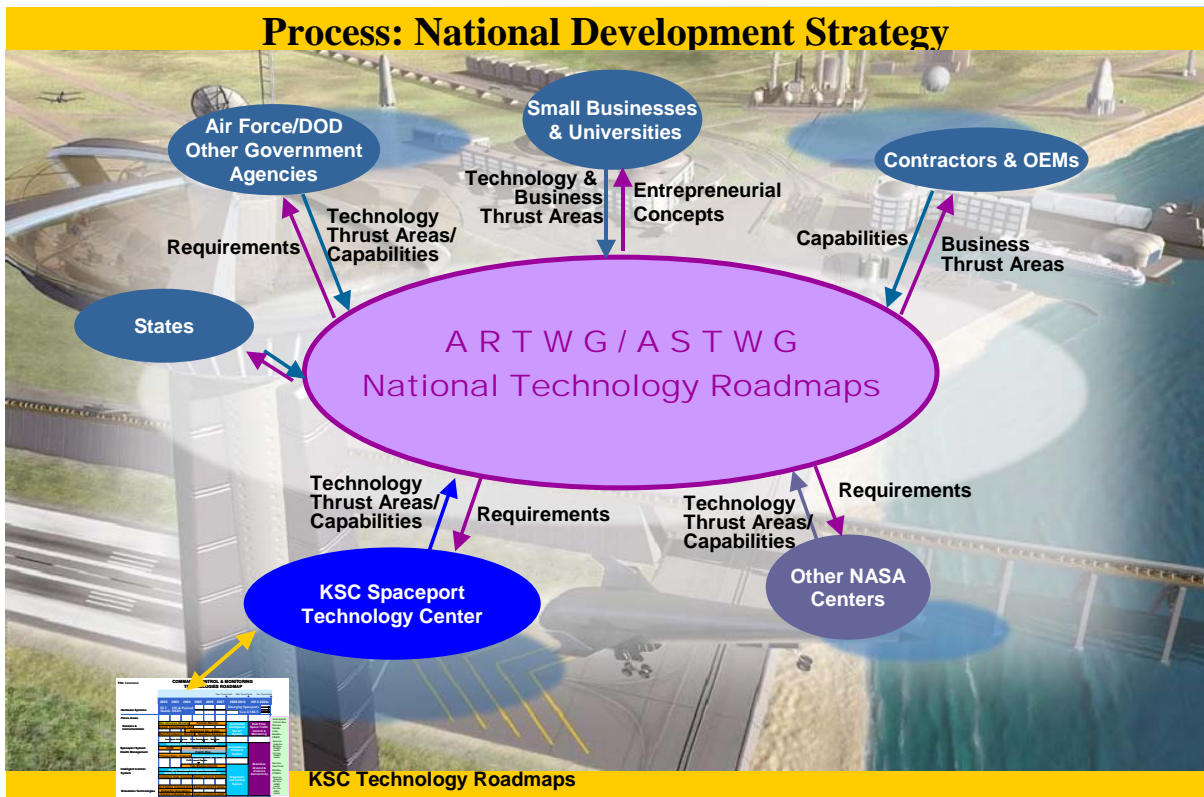 Process: National Development Strategy
Small Businesses
& Universities
Air Force/DOD
Other Government
Agencies
Contractors & OEMs
Technology &
Business
Thrust Areas
Entrepreneurial
Concepts
Technology
Thrust Areas/
Capabilities
Requirements
Capabilities
Business
Thrust Areas
States
ARTWG/ASTWG
National Technology Roadmaps
Technology
Thrust Areas/
Capabilities
Requirements
Technology
Thrust Areas/
Capabilities
Requirements
KSC Spaceport
Technology Center
Other NASA
Centers
KSC Technology Roadmaps